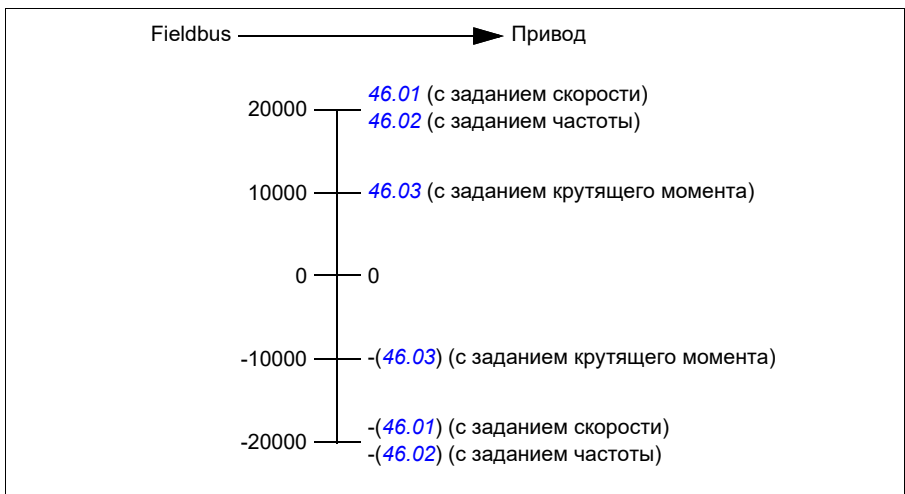 Fieldbus Привод
46.01 (с заданием скорости)
20000 46.02 (с заданием частоты)
10000 46.03 (с заданием крутящего момента)
0 0
-10000 -(46.03) (с заданием крутящего момента)
-(46.01) (с заданием скорости)
-20000 -(46.02) (с заданием частоты)